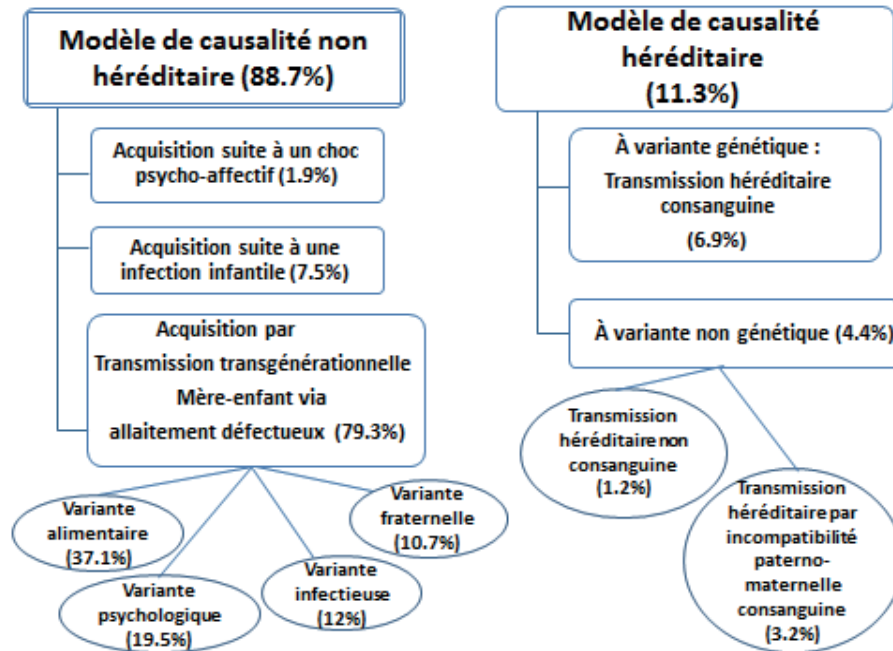 Modèle de causalité non
héréditaire (88.7%)
Acquisition suite à un choc
psycho-affectif (1.9%)
Acquisition suite à une
infection infantile (7.5%)
Acquisition par
Transmission transgénérationnelle
Mère-enfant via
allaitement défectueux (79.3%)
Variante
alimentaire
(37.1%)
Variante
psychologique
(19.5%)
Variante
infectieuse
(12%)
Variante
fraternelle
(10.7%)
Modèle de causalité
héréditaire
(11.3%)
À variante génétique :
Transmission héréditaire
consanguine
(6.9%)
À variante non génétique (4.4%)
Transmission
héréditaire non
consanguine
(1.2%)
Transmission
héréditaire par
incompatibilité
paterno-
maternelle
consanguine
(3.2%)